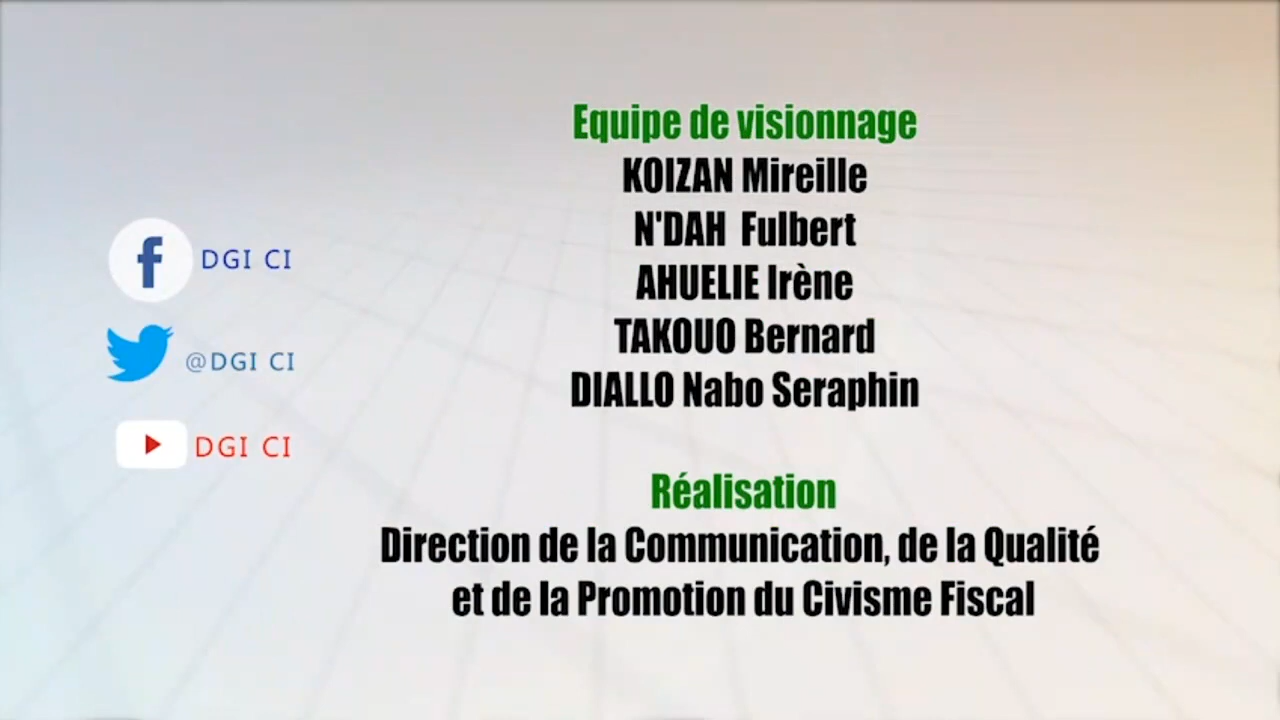 Equipe de visionnage
KOIZAN Mireille
N'DAH Fulbert
AHUELIE Irène
TAKOUO Bernard
DIALLO Nabo Seraphin
Réalisation
Direction de la Communication, de la Qualité
et de la Promotion du Civisme Fiscal
DGI CI
@DGI CI
DGI CI